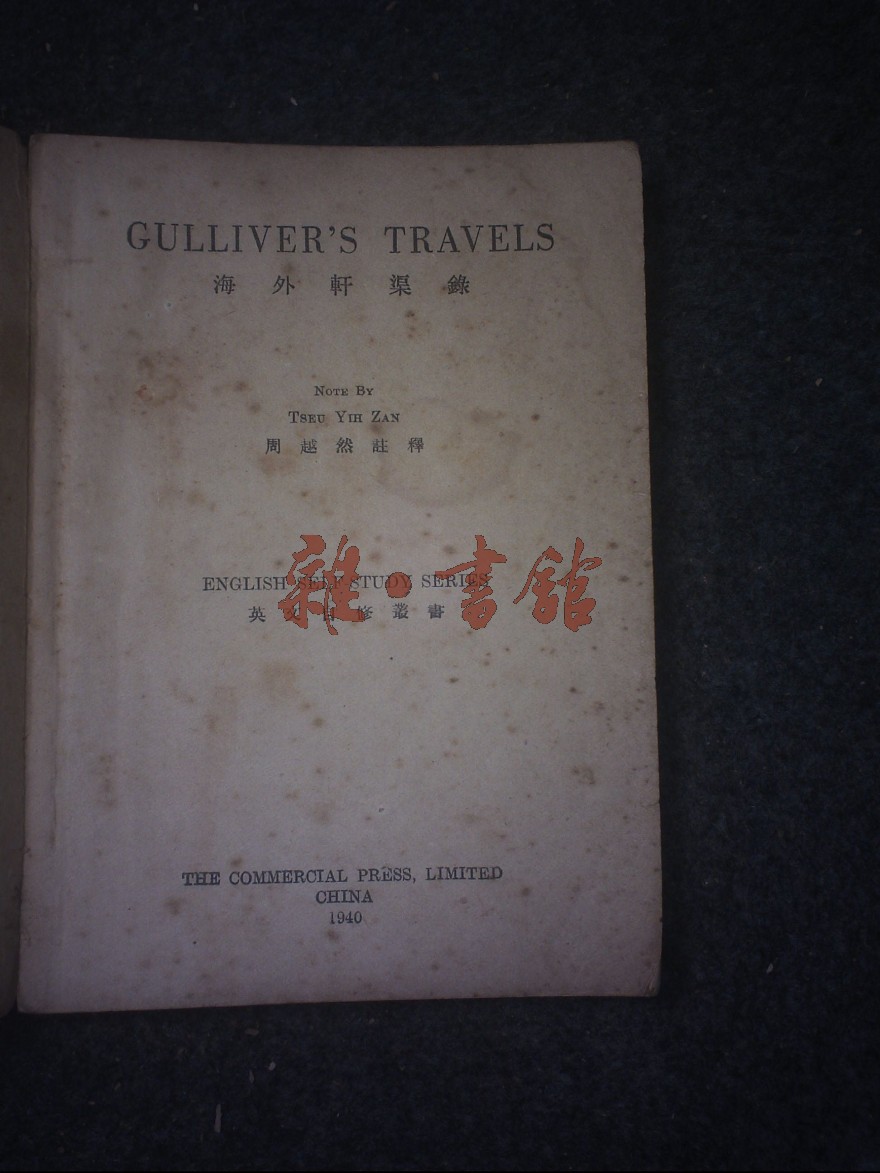 GULLIVER'S TRAVELS
海外軒渠錄
NOTE BY
TSEU YIH ZAN
周越然註釋
ENGLISH SELF STUDY SERIES
英文自修叢書
雜·書館
THE COMMERCIAL PRESS, LIMITED
CHINA
1940